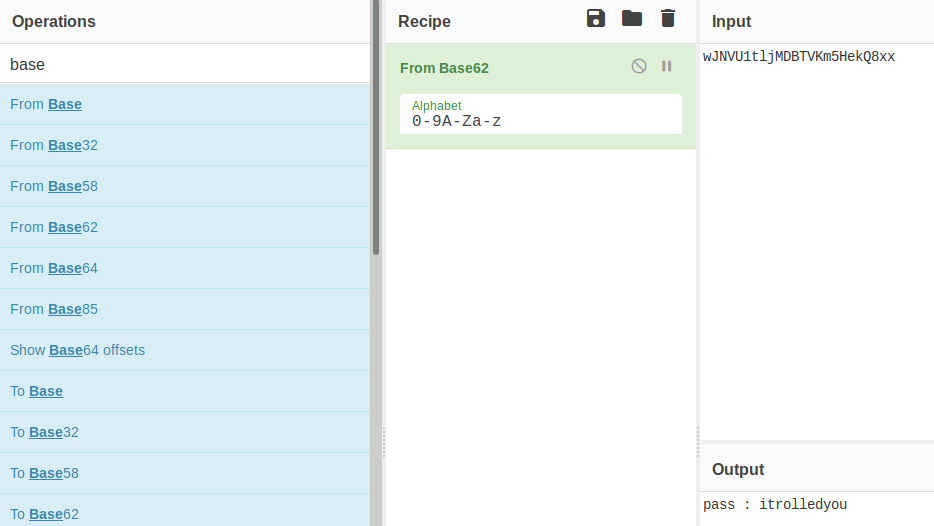 Operations
base
From Base
From Base32
From Base58
From Base62
From Base64
From Base85
Show Base64 offsets
To Base
To Base32
To Base58
To Base62
Recipe
From Base62
Alphabet
0-9A-Za-z
Input
wJNVU1tljMDBTVKm5HekQ8xx
Output
pass : itrolledyou